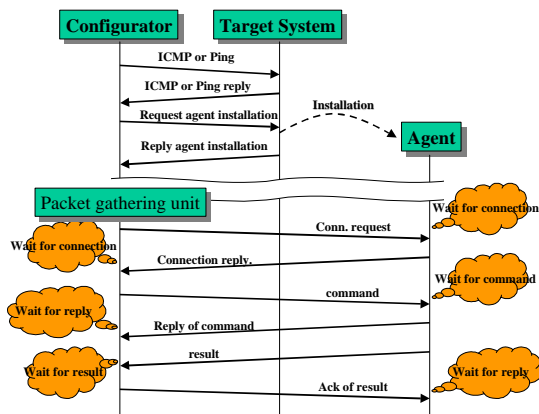 Configurator
Target System
ICMP or Ping
ICMP or Ping reply
Installation
Request agent installation
Agent
Reply agent installation
Packet gathering unit
Wait for connection
Conn. request
Wait for connection
Connection reply,
Wait for command
command
Wait for reply
Reply of command
result
Wait for result
Wait for reply
Ack of result